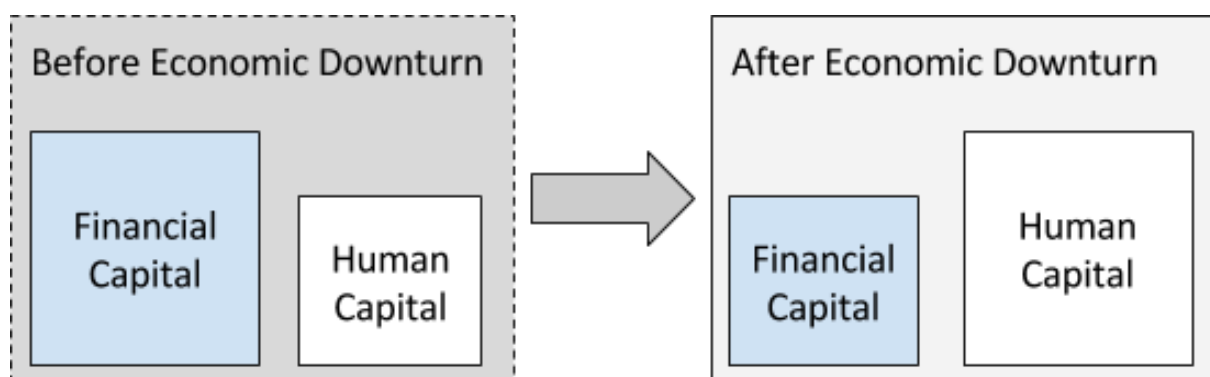 Before Economic Downturn
Financial
Capital
Human
Capital
After Economic Downturn
Financial
Capital
Human
Capital